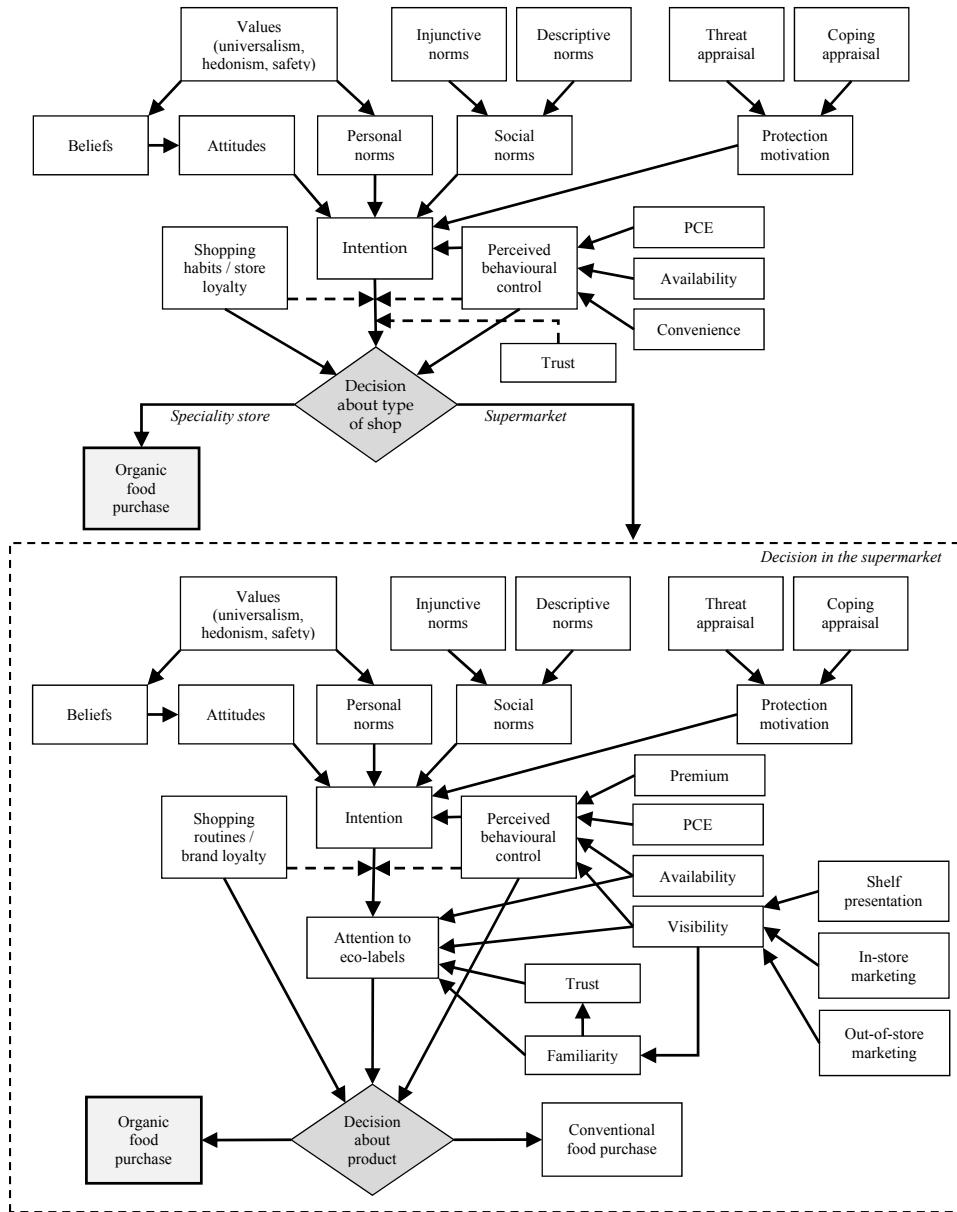 Values
(universalism,
hedonism, safety)
Injunctive
norms
Descriptive
norms
Threat
appraisal
Coping
appraisal
Beliefs
Attitudes
Personal
norms
Social
norms
Protection
motivation
Shopping
habits / store
loyalty
Intention
Perceived
behavioural
control
PCE
Availability
Convenience
Trust
Decision
about type
of shop
Speciality store
Supermarket
Organic
food
purchase
Decision in the supermarket
Values
(universalism,
hedonism, safety)
Injunctive
norms
Descriptive
norms
Threat
appraisal
Coping
appraisal
Beliefs
Attitudes
Personal
norms
Social
norms
Protection
motivation
Shopping
routines /
brand loyalty
Intention
Perceived
behavioural
control
Premium
PCE
Availability
Visibility
Shelf
presentation
In-store
marketing
Out-of-store
marketing
Attention to
eco-labels
Trust
Familiarity
Organic
food
purchase
Decision
about
product
Conventional
food purchase